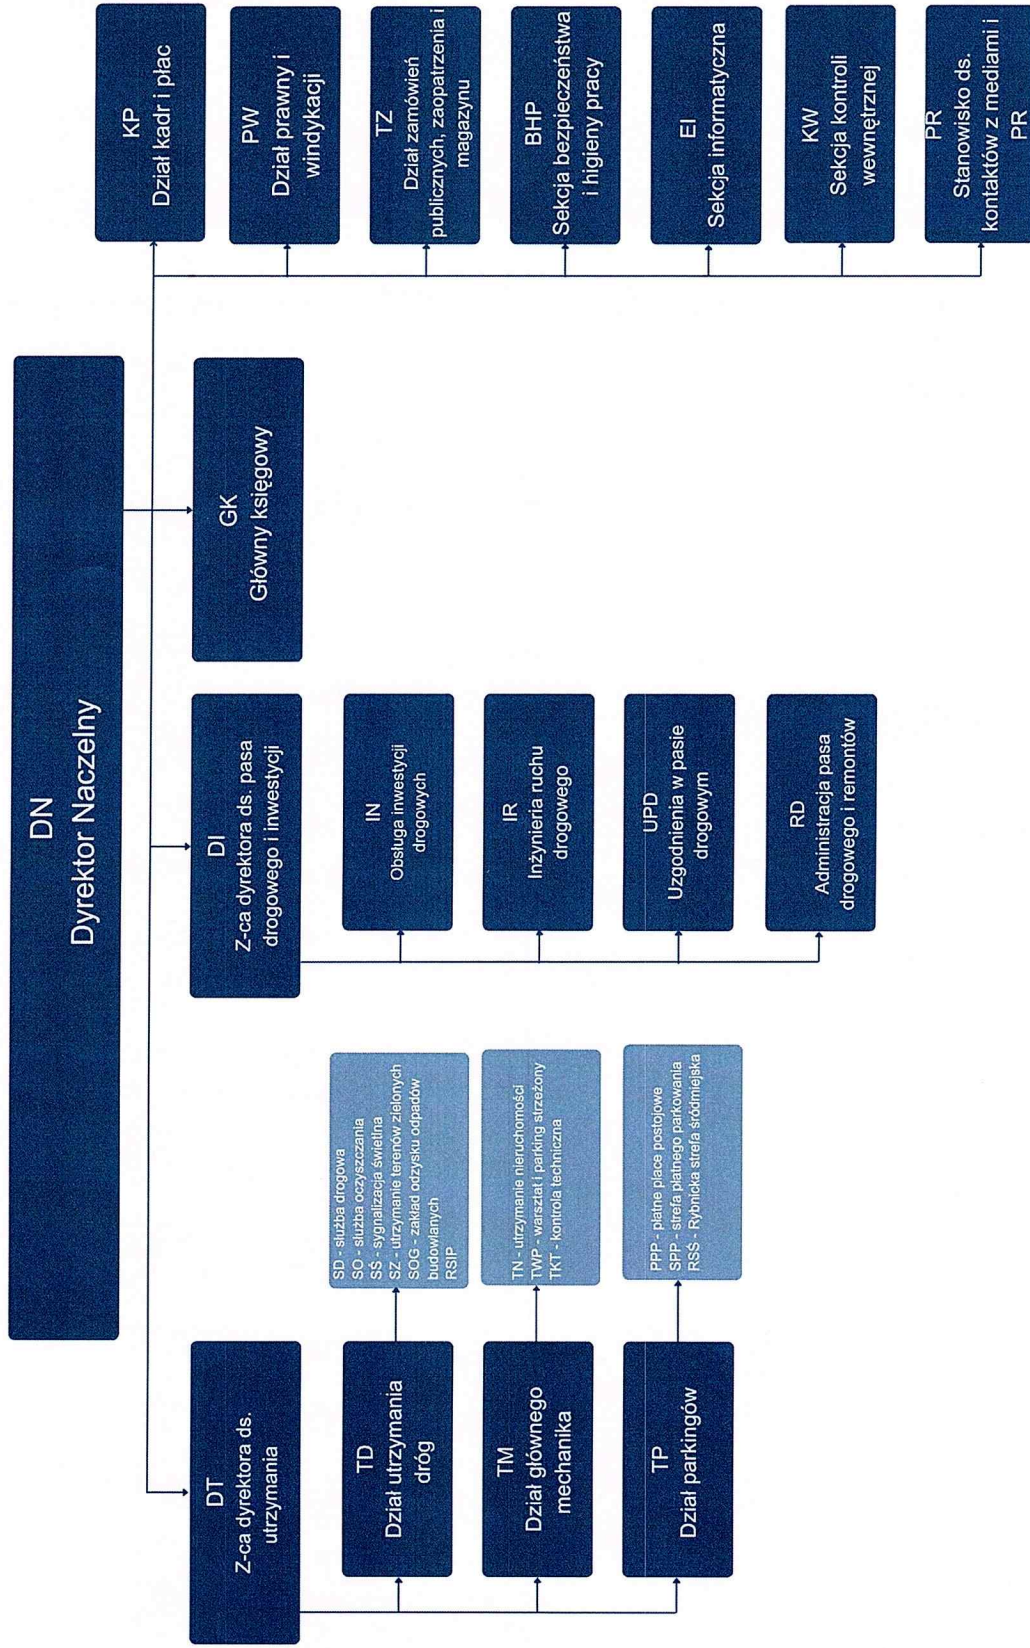 DN
Dyrektor Naczelny
DT
Z-ca dyrektora ds.
utrzymania
TD
Dział utrzymania
dróg
SD - służba drogowa
SO - służba oczyszczania
SŚ - sygnalizacja świetlna
SZ - utrzymanie terenów zielonych
SOG - zakład odzysku odpadów
budowlanych
RSIP
TM
Dział głównego
mechanika
TN - utrzymanie nieruchomości
TWP - warsztat i parking strzeżony
TKT - kontrola techniczna
TP
Dział parkingów
PPP - płatne place postojowe
SPP - strefa płatnego parkowania
RSŚ - Rybnicka strefa śródmiejska
DI
Z-ca dyrektora ds. pasa
drogowego i inwestycji
IN
Obsługa inwestycji
drogowych
IR
Inżynieria ruchu
drogowego
UPD
Uzgodnienia w pasie
drogowym
RD
Administracja pasa
drogowego i remontów
GK
Główny księgowy
KP
Dział kadr i płac
PW
Dział prawny i
windykacji
TZ
Dział zamówień
publicznych, zaopatrzenia i
magazynu
BHP
Sekcja bezpieczeństwa
i higieny pracy
EI
Sekcja informatyczna
KW
Sekcja kontroli
wewnętrznej
PR
Stanowisko ds.
kontaktów z mediami i
PR